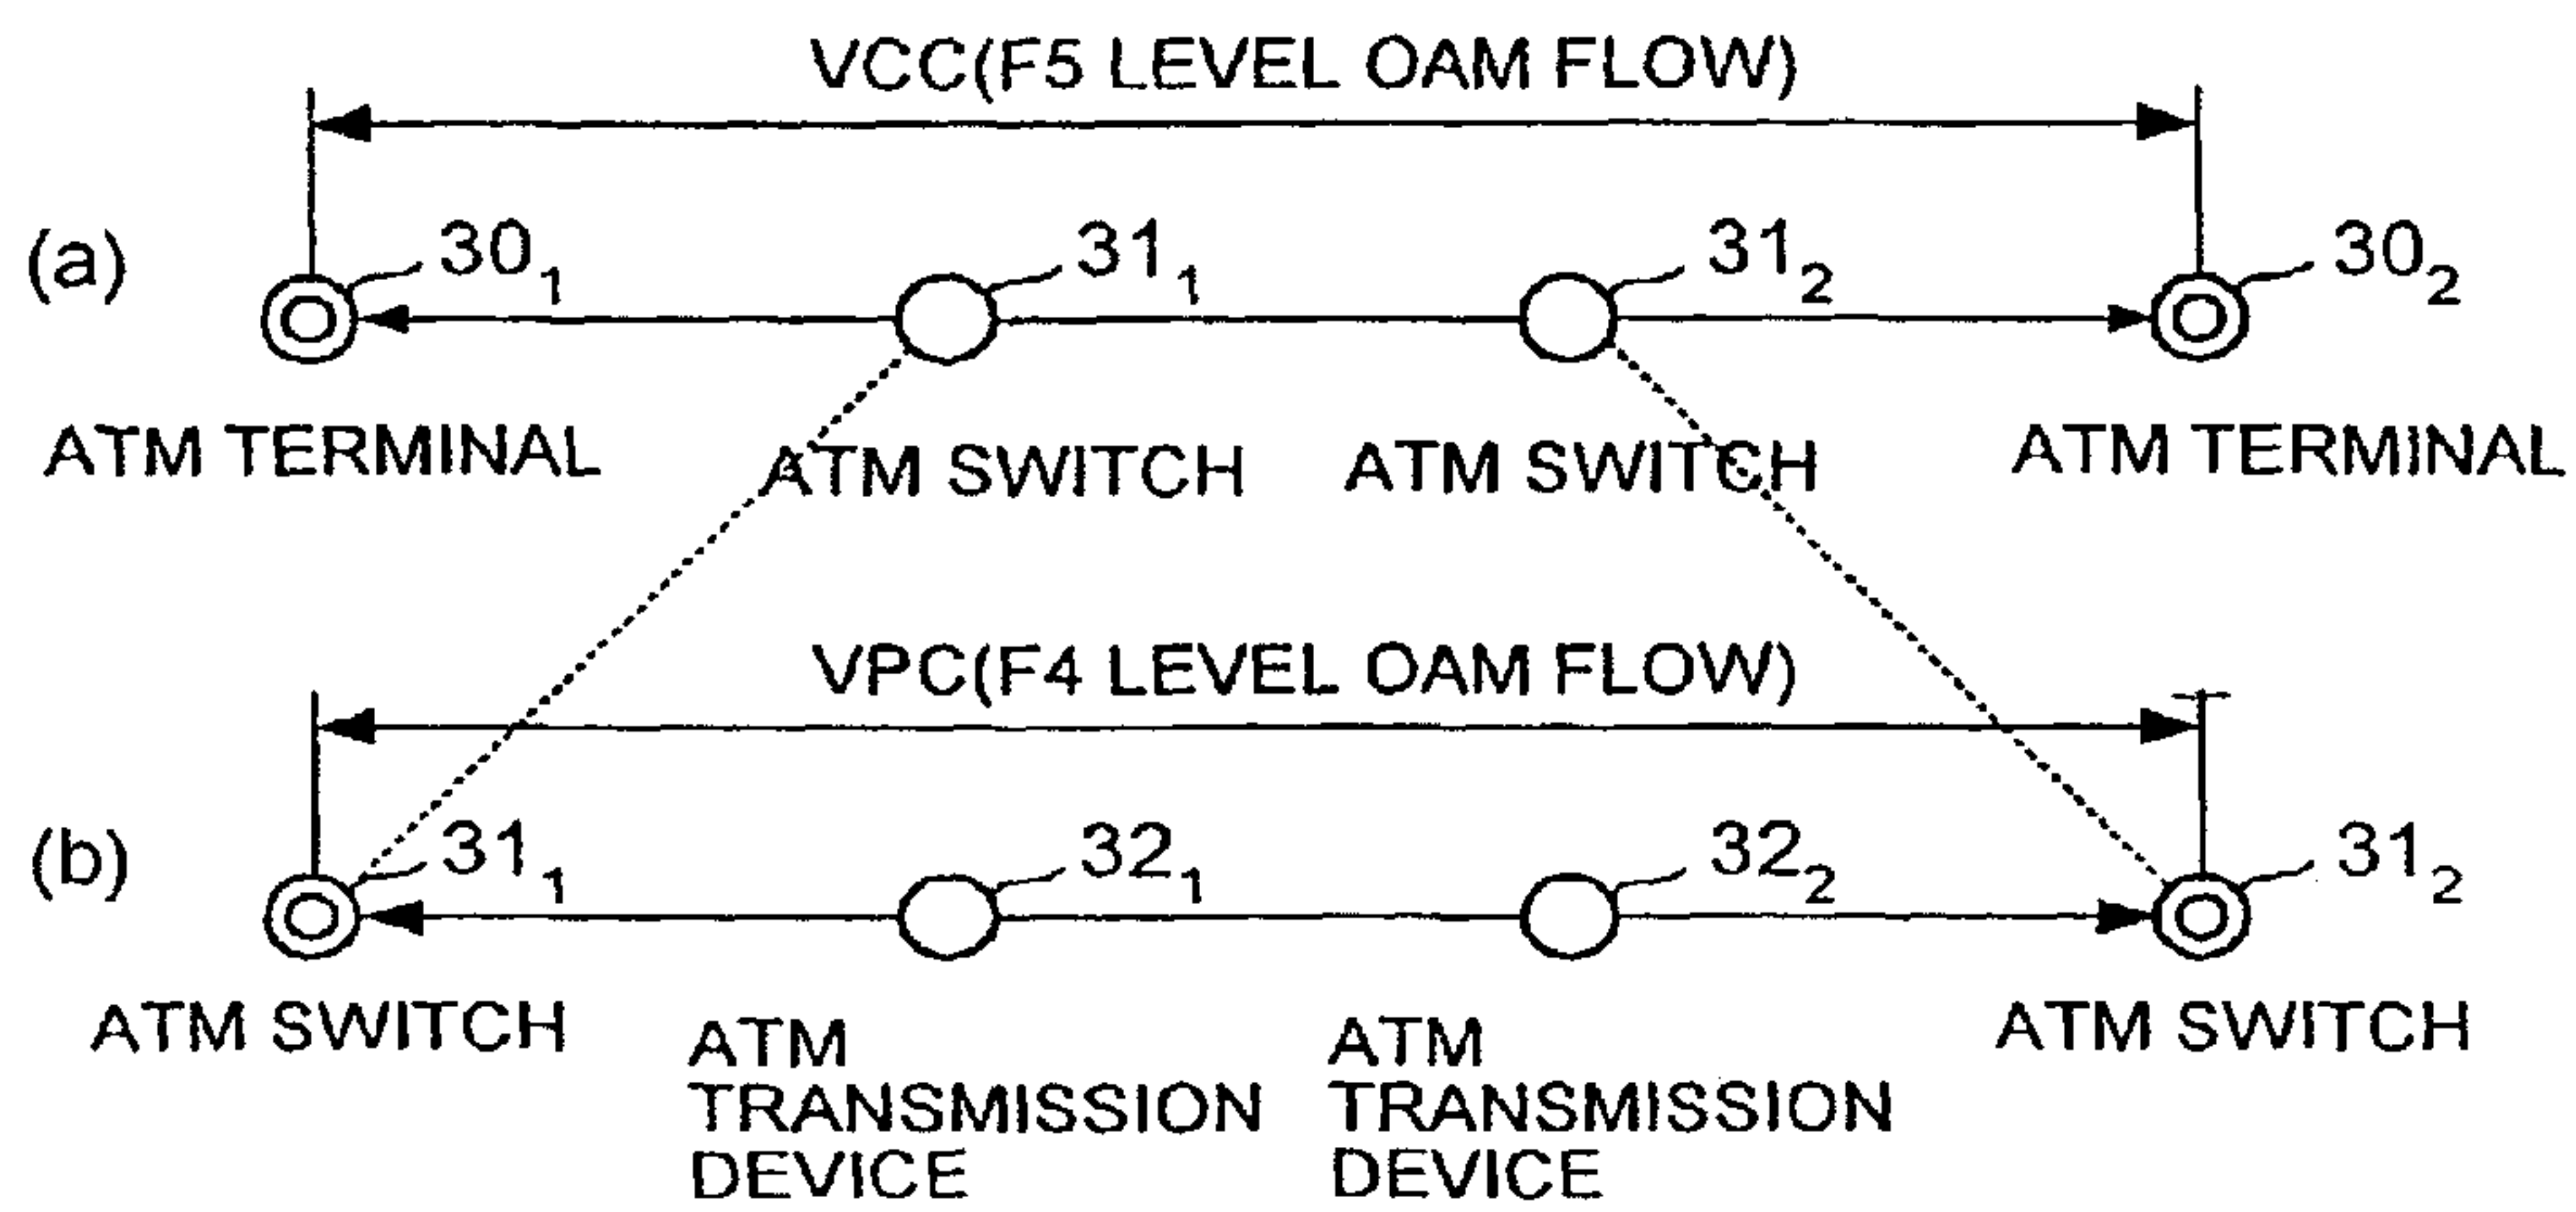 VCC(F5 LEVEL OAM FLOW)
(a)
30₁
31₁
31₂
30₂
ATM TERMINAL
ATM SWITCH
ATM SWITCH
ATM TERMINAL
VPC(F4 LEVEL OAM FLOW)
(b)
31₁
32₁
32₂
31₂
ATM SWITCH
ATM
TRANSMISSION
DEVICE
ATM
TRANSMISSION
DEVICE
ATM SWITCH